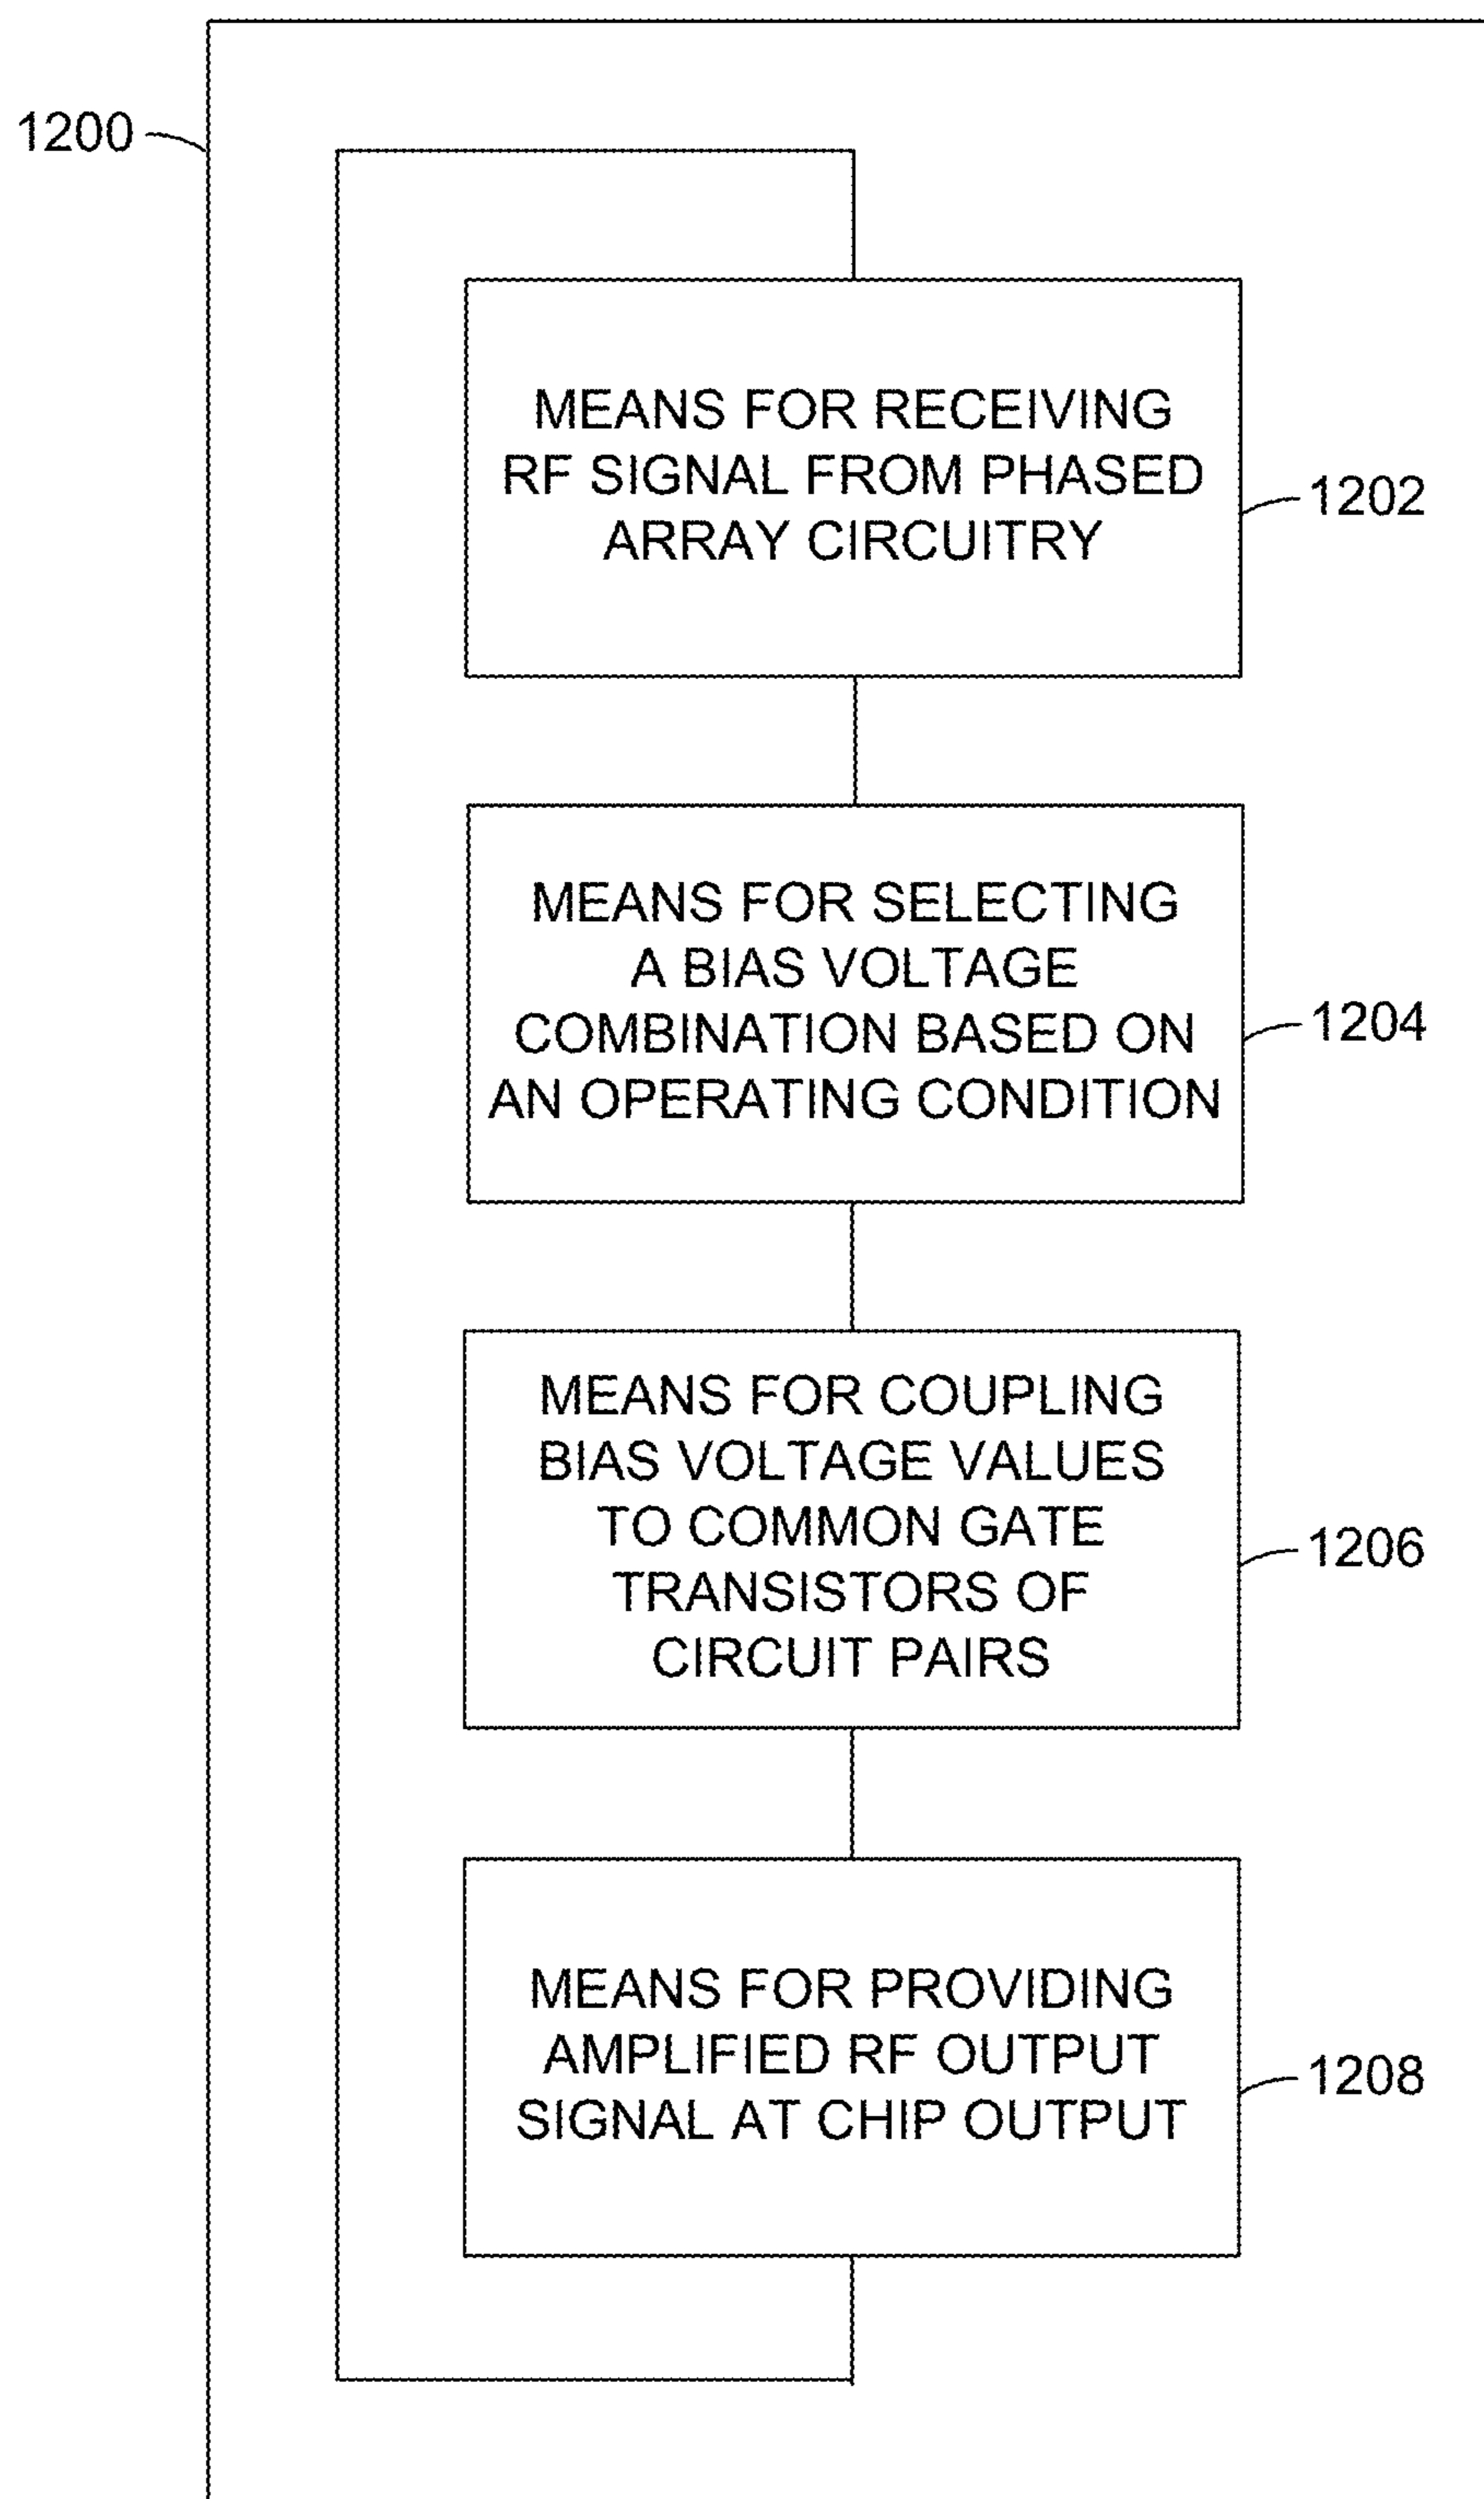 1200
MEANS FOR RECEIVING
RF SIGNAL FROM PHASED
ARRAY CIRCUITRY
1202
MEANS FOR SELECTING
A BIAS VOLTAGE
COMBINATION BASED ON
AN OPERATING CONDITION
1204
MEANS FOR COUPLING
BIAS VOLTAGE VALUES
TO COMMON GATE
TRANSISTORS OF
CIRCUIT PAIRS
1206
MEANS FOR PROVIDING
AMPLIFIED RF OUTPUT
SIGNAL AT CHIP OUTPUT
1208